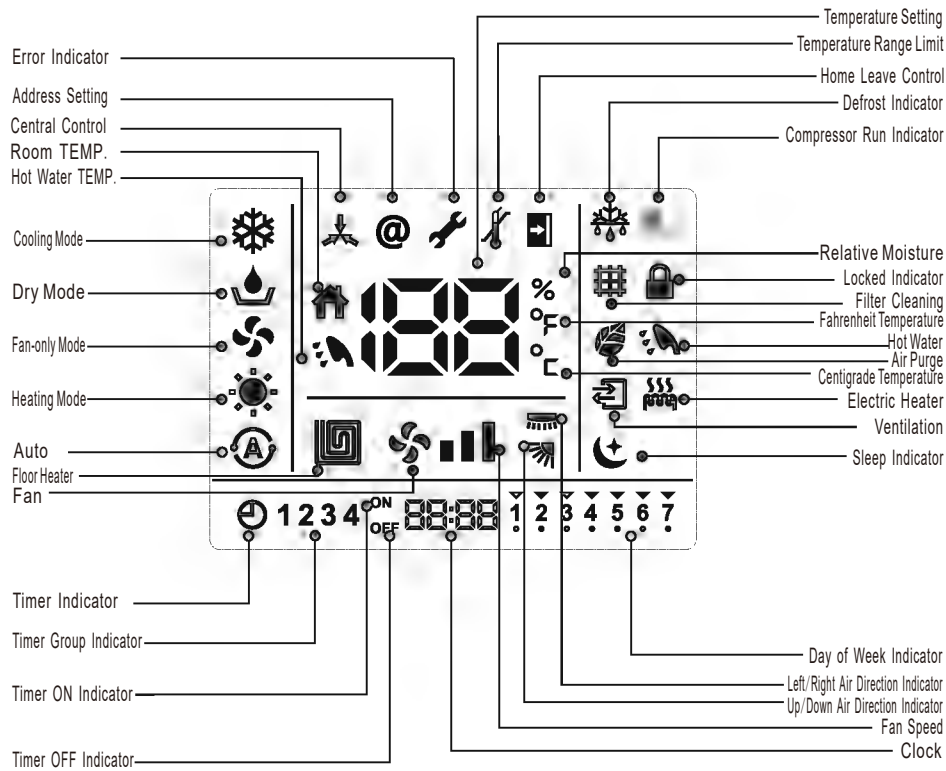 Temperature Setting
Temperature Range Limit
Error Indicator
Home Leave Control
Address Setting
Defrost Indicator
Central Control
Compressor Run Indicator
Room TEMP.
Hot Water TEMP.
@
Cooling Mode
Relative Moisture
Locked Indicator
Dry Mode
188
%
Filter Cleaning
°F
Fahrenheit Temperature
Fan-only Mode
Hot Water
Air Purge
°C
Centigrade Temperature
Heating Mode
Electric Heater
Ventilation
Auto
A
Sleep Indicator
Floor Heater
Fan
1 2 3 4
ON
OFF
88:88
1 2 3 4 5 6 7
Timer Indicator
Timer Group Indicator
Day of Week Indicator
Left/Right Air Direction Indicator
Timer ON Indicator
Up/Down Air Direction Indicator
Fan Speed
Clock
Timer OFF Indicator